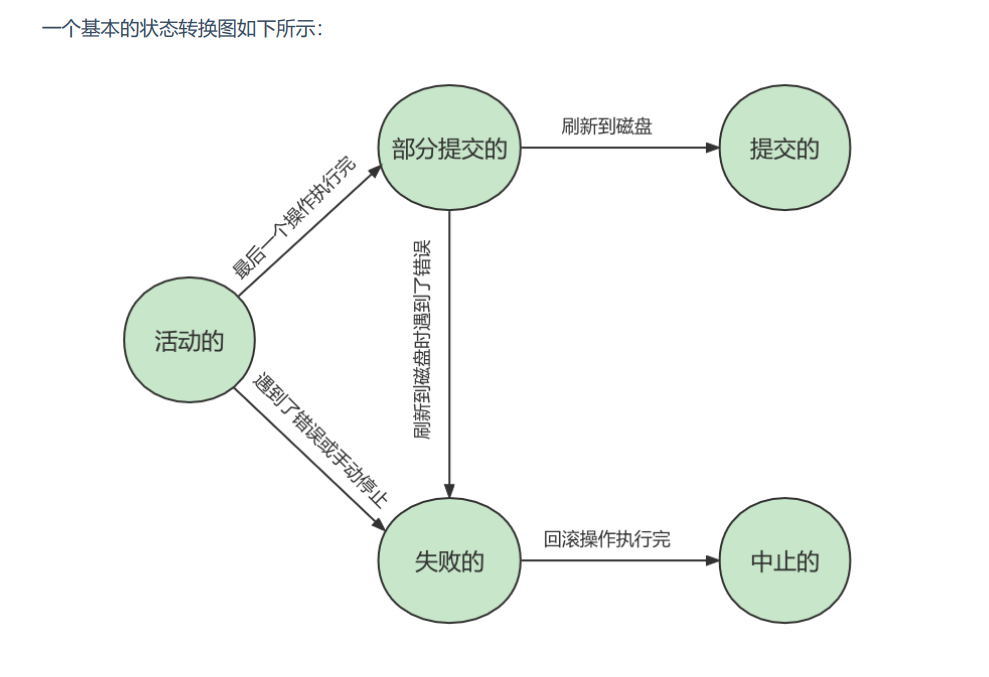 一个基本的状态转换图如下所示：
部分提交的
刷新到磁盘
提交的
最后一个操作执行完
刷新到磁盘时遇到了错误
活动的
遇到了错误或手动停止
失败的
回滚操作执行完
中止的